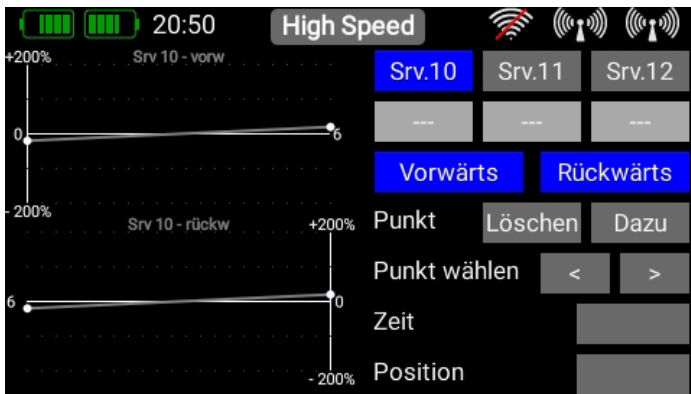 20:50 High Speed
+200% Srv 10 - vorw
0 6
- 200%
Srv 10 - rückw +200%
6 0
- 200%
Srv.10 Srv.11 Srv.12
--- --- ---
Vorwärts Rückwärts
Punkt Löschen Dazu
Punkt wählen < >
Zeit
Position